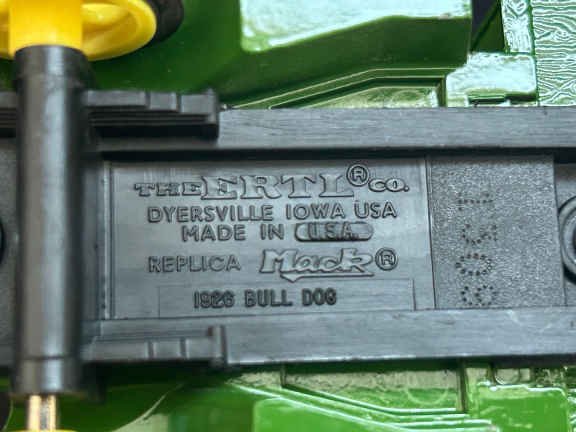 THE ERTL® CO.
DYERSVILLE IOWA USA
MADE IN U.S.A.
REPLICA Mack®
1926 BULL DOG